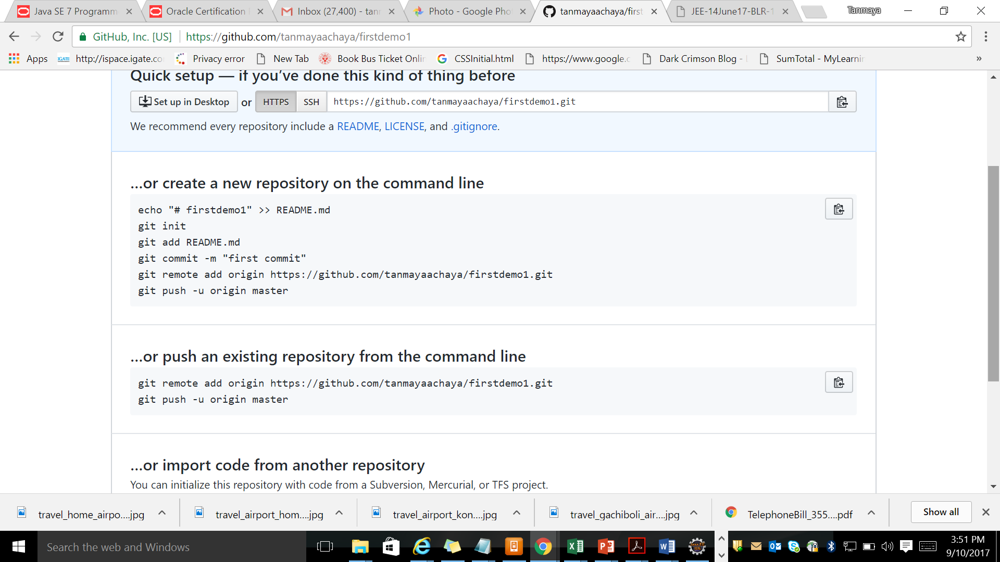 Java SE 7 Programm
Oracle Certification
Inbox (27,400) - tan
Photo - Google Pho
tanmayaachaya/first
JEE-14June17-BLR-1
Tanmaya
GitHub, Inc. [US]
https://github.com/tanmayaachaya/firstdemo1
Apps
iGATE
http://ispace.igate.co
Privacy error
New Tab
Book Bus Ticket Onli
CSSInitial.html
https://www.google.c
Dark Crimson Blog -
SumTotal - MyLearnin
»
Quick setup — if you’ve done this kind of thing before
Set up in Desktop
or
HTTPS
SSH
https://github.com/tanmayaachaya/firstdemo1.git
We recommend every repository include a README, LICENSE, and .gitignore.
…or create a new repository on the command line
echo "# firstdemo1" >> README.md
git init
git add README.md
git commit -m "first commit"
git remote add origin https://github.com/tanmayaachaya/firstdemo1.git
git push -u origin master
…or push an existing repository from the command line
git remote add origin https://github.com/tanmayaachaya/firstdemo1.git
git push -u origin master
…or import code from another repository
You can initialize this repository with code from a Subversion, Mercurial, or TFS project.
travel_home_airpo....jpg
travel_airport_hom....jpg
travel_airport_kon....jpg
travel_gachiboli_air....jpg
TelephoneBill_355....pdf
Show all
Search the web and Windows
Java EE
IDE
3:51 PM
9/10/2017